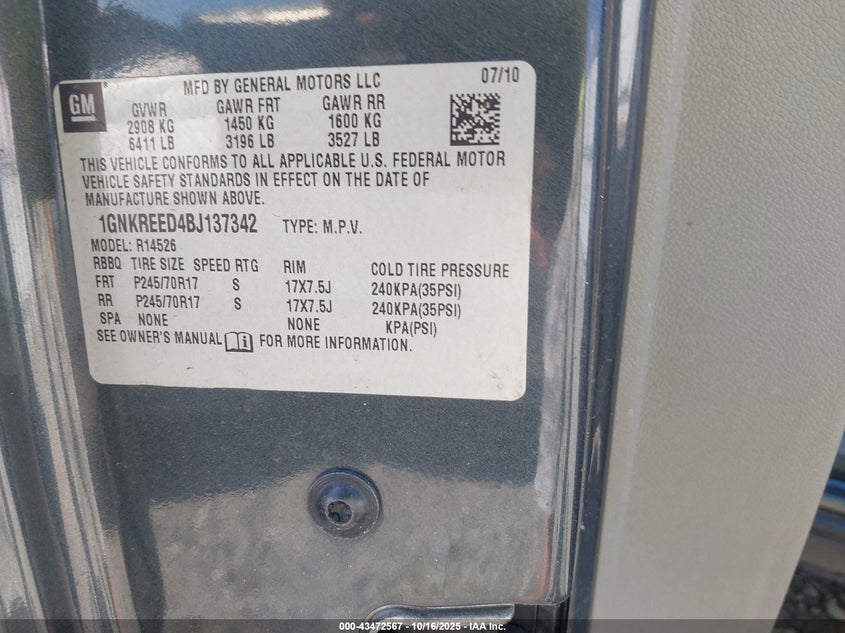 GM
MFD BY GENERAL MOTORS LLC 07/10
GVWR GAWR FRT GAWR RR
2908 KG 1450 KG 1600 KG
6411 LB 3196 LB 3527 LB
THIS VEHICLE CONFORMS TO ALL APPLICABLE U.S. FEDERAL MOTOR
VEHICLE SAFETY STANDARDS IN EFFECT ON THE DATE OF
MANUFACTURE SHOWN ABOVE.
1GNKREED4BJ137342 TYPE: M.P.V.
MODEL: R14526
RBBQ TIRE SIZE SPEED RTG RIM COLD TIRE PRESSURE
FRT P245/70R17 S 17X7.5J 240KPA(35PSI)
RR P245/70R17 S 17X7.5J 240KPA(35PSI)
SPA NONE NONE KPA(PSI)
SEE OWNER'S MANUAL i FOR MORE INFORMATION.
000-43472567 - 10/16/2025 - IAA Inc.